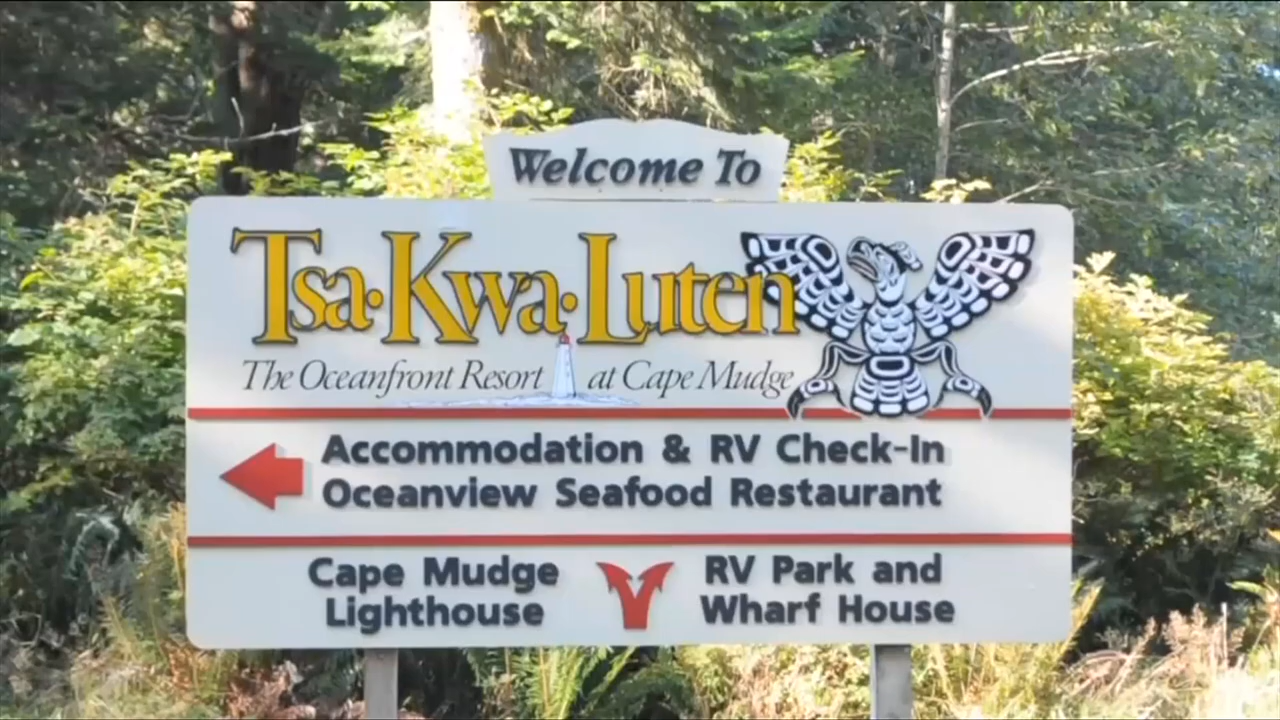 Welcome To
Tsa·Kwa·Luten
The Oceanfront Resort at Cape Mudge
Accommodation & RV Check-In
Oceanview Seafood Restaurant
Cape Mudge
Lighthouse
RV Park and
Wharf House